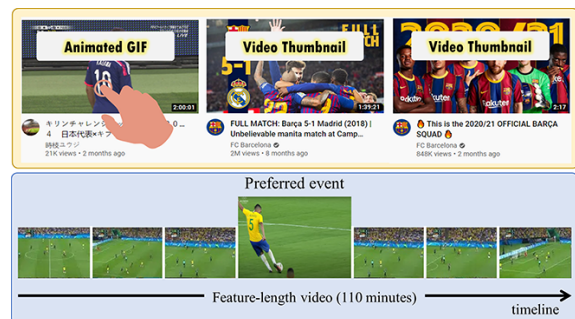 Animated GIF
Video Thumbnail
Video Thumbnail
FULL
MATCH
5-1
2020/21
10
2:00:01
1:39:21
2:17
キリンチャレンジ
4 日本代表×キプ
時枝ユウジ
21K views • 2 months ago
FULL MATCH: Barça 5-1 Madrid (2018) |
Unbelievable manita match at Camp...
FC Barcelona
2M views • 8 months ago
🔥 This is the 2020/21 OFFICIAL BARÇA
SQUAD 🔥
FC Barcelona
848K views • 2 months ago
Preferred event
5
Feature-length video (110 minutes)
timeline